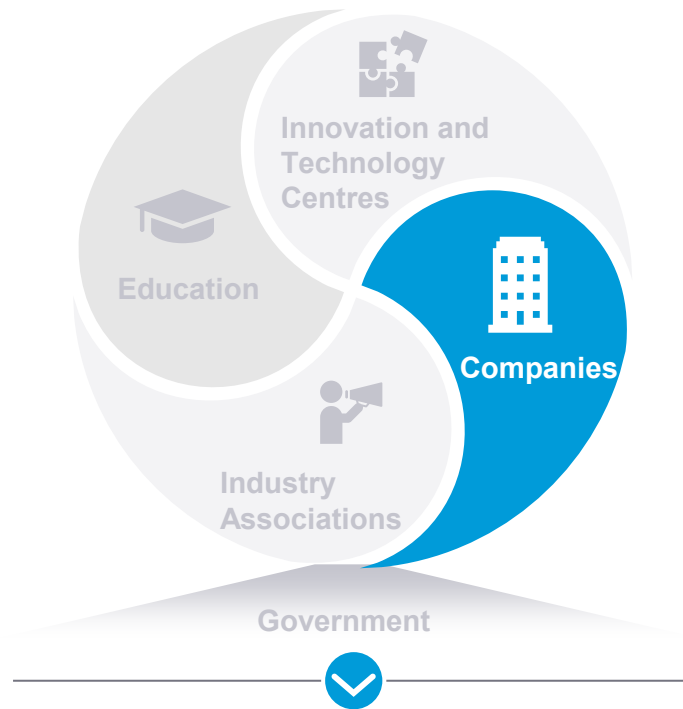 Innovation and
Technology
Centres
Education
Companies
Industry
Associations
Government